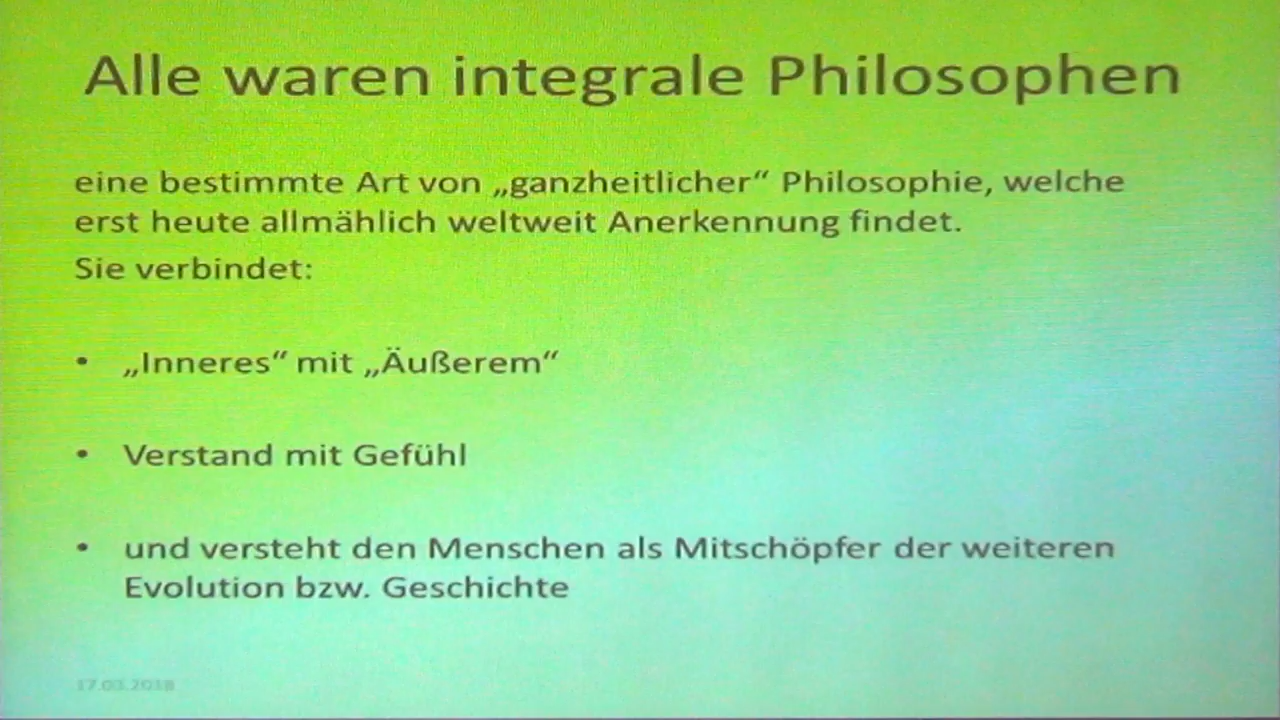 Alle waren integrale Philosophen
eine bestimmte Art von „ganzheitlicher“ Philosophie, welche
erst heute allmählich weltweit Anerkennung findet.
Sie verbindet:
• „Inneres“ mit „Äußerem“
• Verstand mit Gefühl
• und versteht den Menschen als Mitschöpfer der weiteren
Evolution bzw. Geschichte
17.03.2018